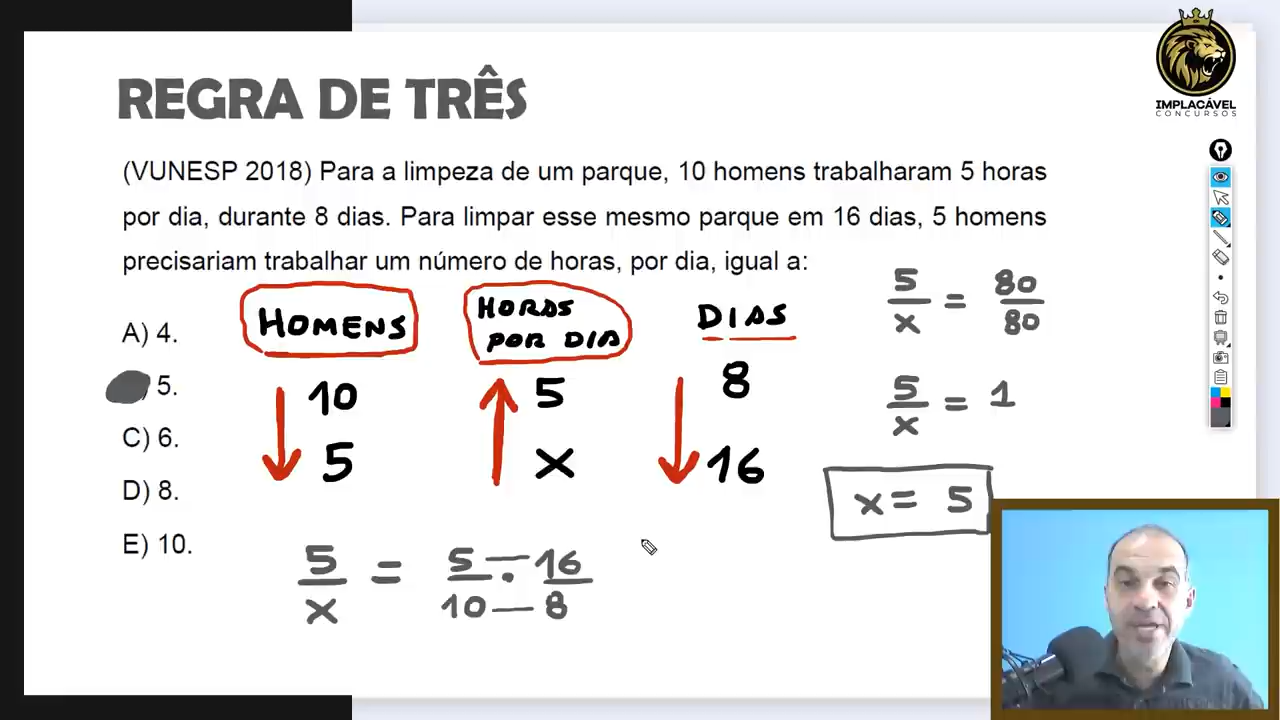 IMPLACÁVEL
CONCURSOS
REGRA DE TRÊS
(VUNESP 2018) Para a limpeza de um parque, 10 homens trabalharam 5 horas
por dia, durante 8 dias. Para limpar esse mesmo parque em 16 dias, 5 homens
precisariam trabalhar um número de horas, por dia, igual a:
A) 4.
) 5.
C) 6.
D) 8.
E) 10.
HOMENS
10
5
HORAS
POR DIA
5
x
DIAS
8
16
5/x = 5/10 · 16/8
5/x = 80/80
5/x = 1
x = 5